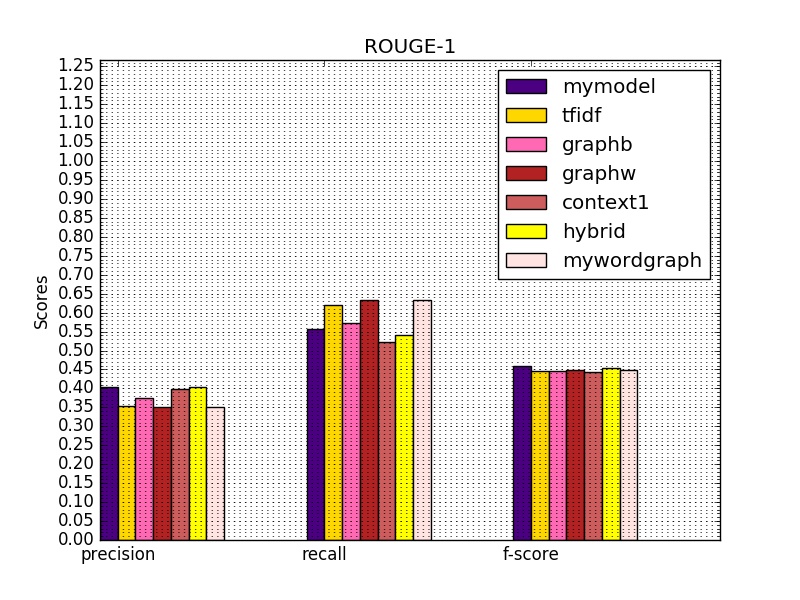 ROUGE-1
1.25
1.20
1.15
1.10
1.05
1.00
0.95
0.90
0.85
0.80
0.75
0.70
0.65
0.60
0.55
0.50
0.45
0.40
0.35
0.30
0.25
0.20
0.15
0.10
0.05
0.00
Scores
mymodel
tfidf
graphb
graphw
context1
hybrid
mywordgraph
precision
recall
f-score